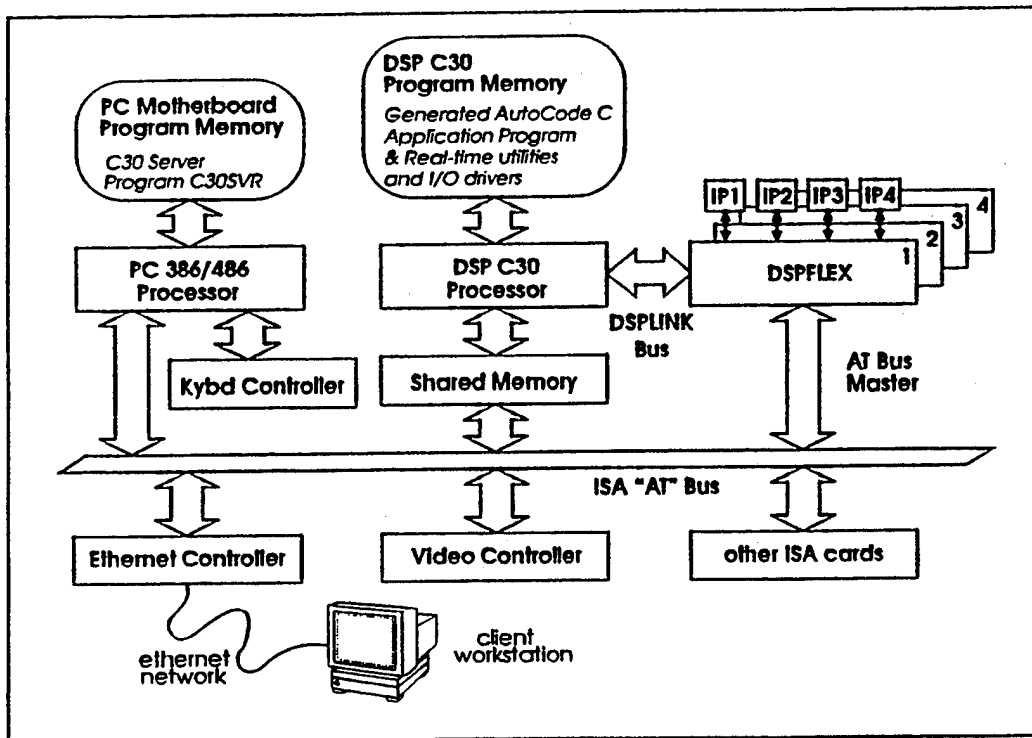 PC Motherboard
Program Memory
C30 Server
Program C30SVR
DSP C30
Program Memory
Generated AutoCode C
Application Program
& Real-time utilities
and I/O drivers
IP1
IP2
IP3
IP4
4
3
2
1
PC 386/486
Processor
DSP C30
Processor
DSPLINK
Bus
DSPFLEX
Kybd Controller
Shared Memory
AT Bus
Master
ISA "AT" Bus
Ethernet Controller
Video Controller
other ISA cards
ethernet
network
client
workstation